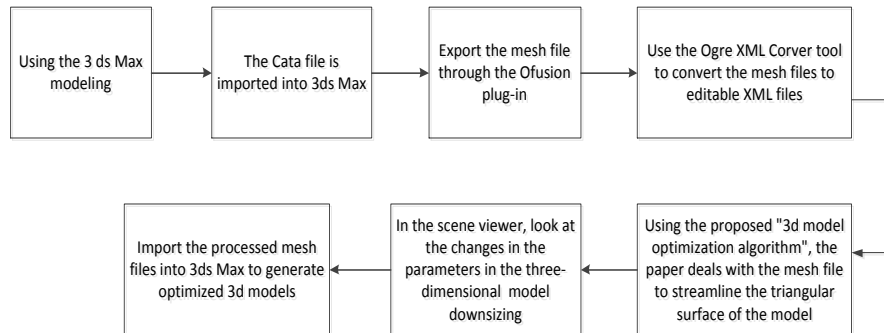 Using the 3 ds Max
modeling
The Cata file is
imported into 3ds Max
Export the mesh file
through the Ofusion
plug-in
Use the Ogre XML Corver tool
to convert the mesh files to
editable XML files
Using the proposed "3d model
optimization algorithm", the
paper deals with the mesh file
to streamline the triangular
surface of the model
In the scene viewer, look at
the changes in the
parameters in the three-
dimensional model
downsizing
Import the processed mesh
files into 3ds Max to generate
optimized 3d models